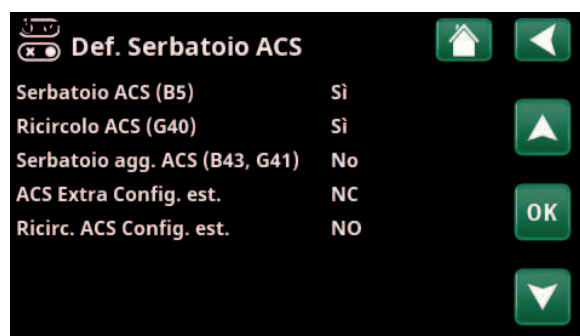 Def. Serbatoio ACS
Serbatoio ACS (B5) Sì
Ricircolo ACS (G40) Sì
Serbatoio agg. ACS (B43, G41) No
ACS Extra Config. est. NC
Ricirc. ACS Config. est. NO
OK